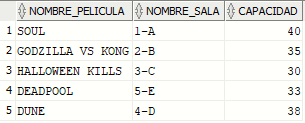 NOMBRE_PELICULA NOMBRE_SALA CAPACIDAD
1 SOUL 1-A 40
2 GODZILLA VS KONG 2-B 35
3 HALLOWEEN KILLS 3-C 30
4 DEADPOOL 5-E 33
5 DUNE 4-D 38